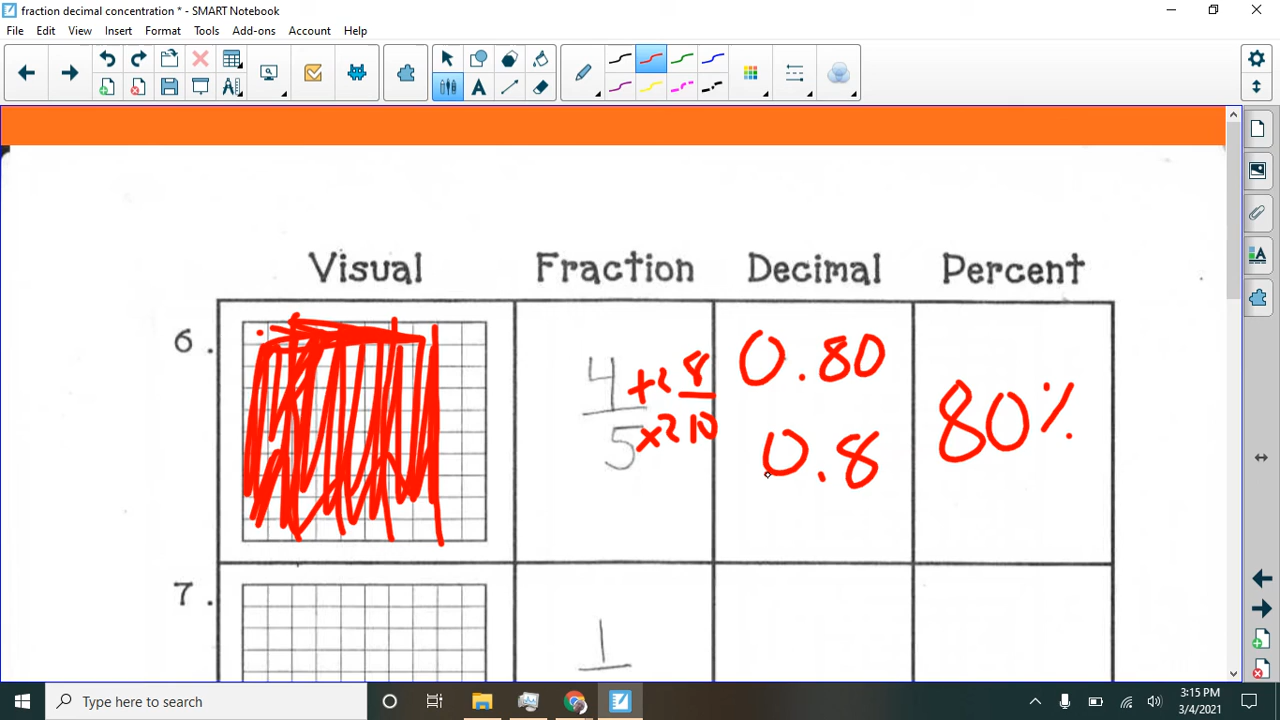 fraction decimal concentration * - SMART Notebook
File Edit View Insert Format Tools Add-ons Account Help
Visual Fraction Decimal Percent
6.
4 +2 8
5 x2 10
0.80
0.8
80%
7.
1
Type here to search
3:15 PM
3/4/2021